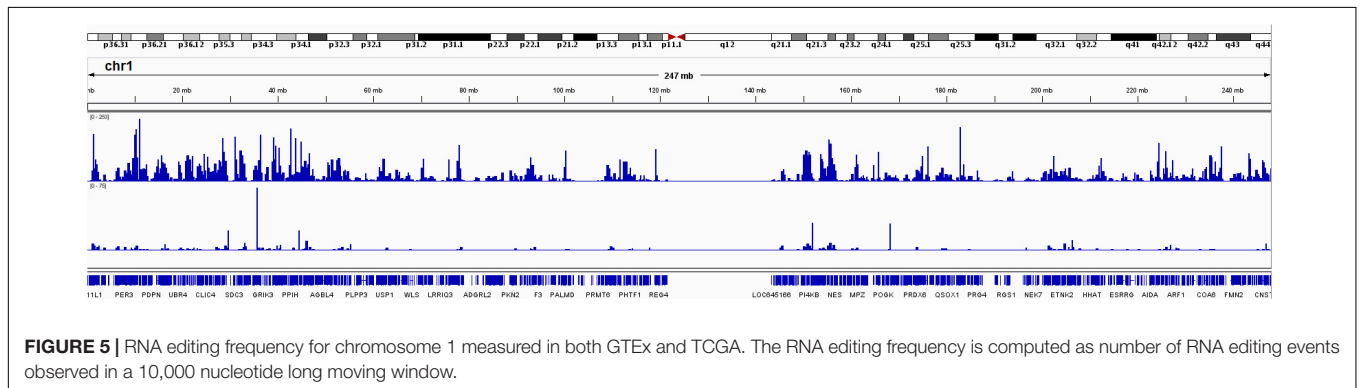 p36.31 p36.21 p36.12 p35.3 p34.3 p34.1 p32.3 p32.1 p31.2 p31.1 p22.3 p22.1 p21.2 p13.3 p13.1 p11.1 q12 q21.1 q21.3 q23.2 q24.1 q25.1 q25.3 q31.2 q32.1 q32.2 q41 q42.12 q42.2 q43 q44
chr1
247 mb
mb 20 mb 40 mb 60 mb 80 mb 100 mb 120 mb 140 mb 160 mb 180 mb 200 mb 220 mb 240 mb
[0 - 253]
[0 - 75]
11L1 PER3 PDPN UBR4 CLIC4 SDC3 GRIK3 PPIH AGBL4 PLPP3 USP1 WLS LRRIQ3 ADGRL2 PKN2 F3 PALMD PRMT6 PHTF1 REG4 LOC645166 PI4KB NES MPZ POGK PRDX6 QSOX1 PRG4 RGS1 NEK7 ETNK2 HHAT ESRRG AIDA ARF1 COA6 FMN2 CNST
FIGURE 5 | RNA editing frequency for chromosome 1 measured in both GTEx and TCGA. The RNA editing frequency is computed as number of RNA editing events
observed in a 10,000 nucleotide long moving window.